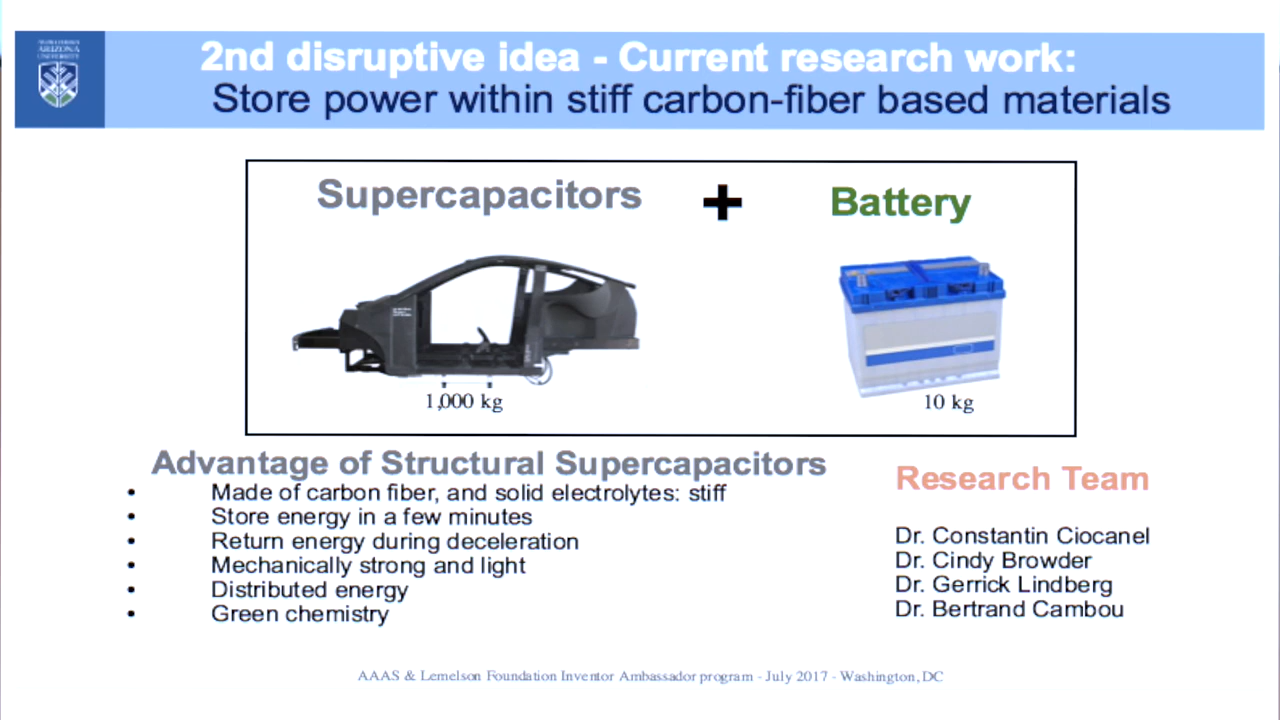 ARIZONA
UNIVERSITY
2nd disruptive idea - Current research work:
Store power within stiff carbon-fiber based materials
Supercapacitors + Battery
1,000 kg
10 kg
Advantage of Structural Supercapacitors
• Made of carbon fiber, and solid electrolytes: stiff
• Store energy in a few minutes
• Return energy during deceleration
• Mechanically strong and light
• Distributed energy
• Green chemistry
Research Team
Dr. Constantin Ciocanel
Dr. Cindy Browder
Dr. Gerrick Lindberg
Dr. Bertrand Cambou
AAAS & Lemelson Foundation Inventor Ambassador program - July 2017 - Washington, DC